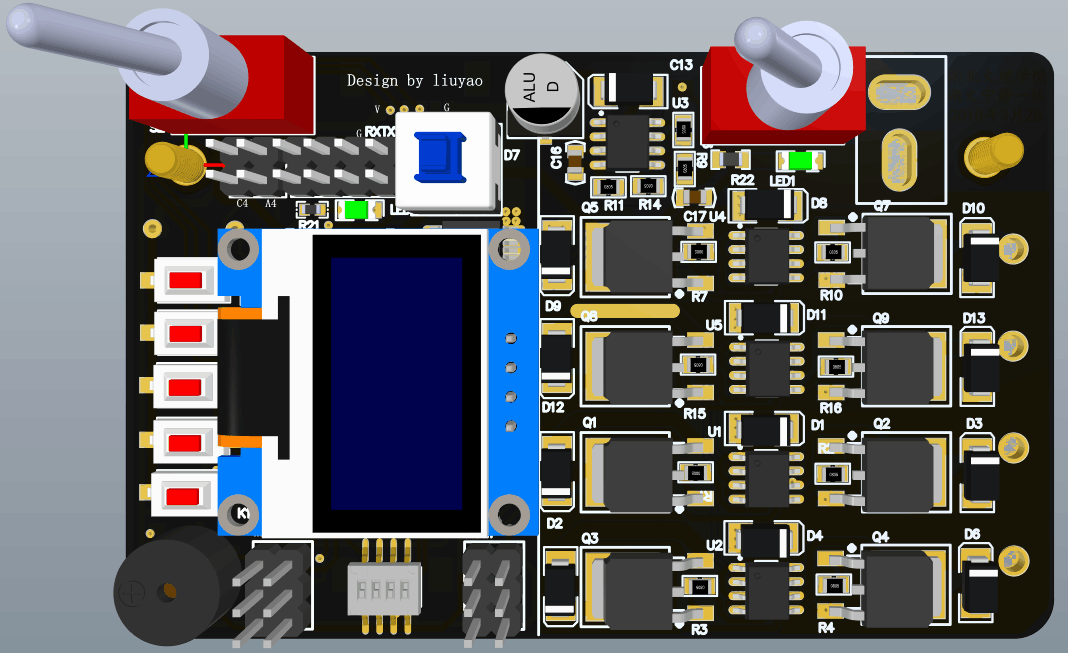 Design by liuyao
ALU
D
C13
V
G
G
RXTX
U3
D7
C16
R22
LED1
R11
R14
C4
A4
R21
C17
U4
D8
Q5
Q7
D10
R7
R10
D9
D11
U5
Q9
D13
D12
R15
R16
Q1
U1
D1
Q2
D3
D2
K1
Q3
U2
D4
Q4
D6
R3
R4